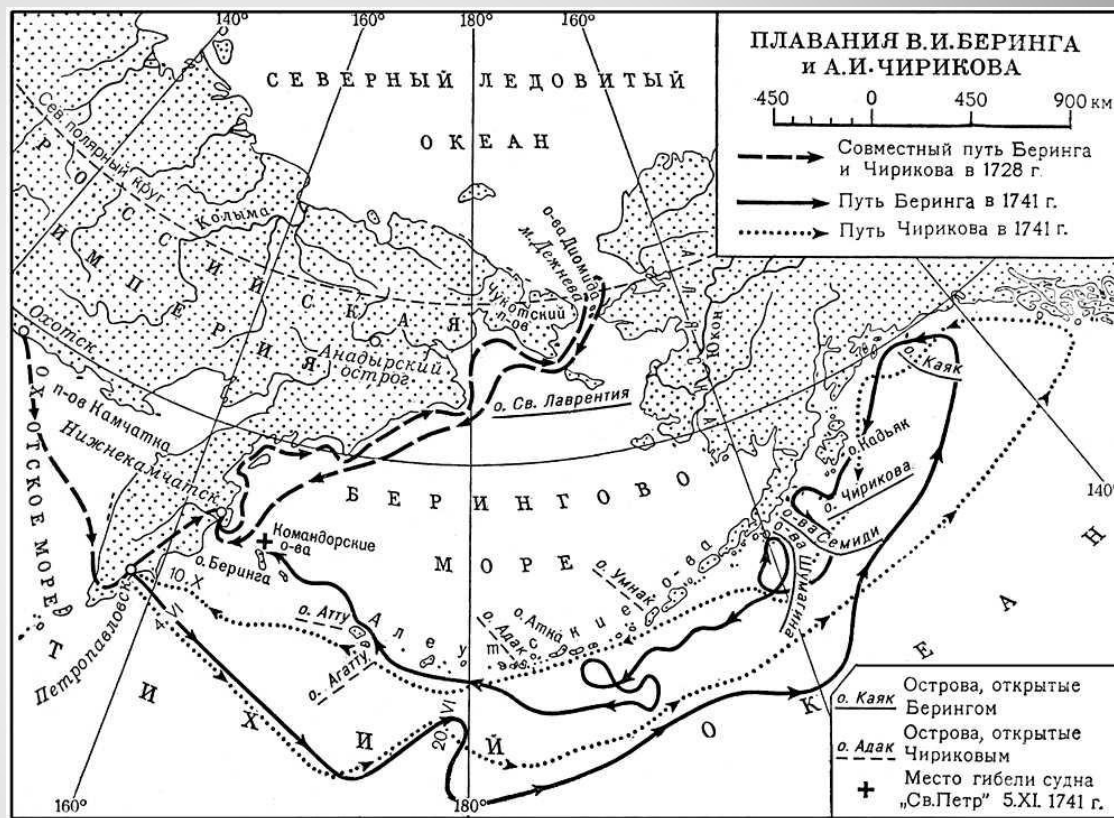 140°
160°
180°
160°
ПЛАВАНИЯ В.И.БЕРИНГА
и А.И.ЧИРИКОВА
450 0 450 900 км
Совместный путь Беринга
и Чирикова в 1728 г.
Путь Беринга в 1741 г.
Путь Чирикова в 1741 г.
СЕВЕРНЫЙ ЛЕДОВИТЫЙ
ОКЕАН
Сев. полярный круг
РОССИЙСКАЯ
ИМПЕРИЯ
Колыма
о-ва Диомида
м. Дежнева
Чукотский
п-ов
АЛЯСКА
Юкон
Анадырский
острог
Охотск
о. Св. Лаврентия
о. Каяк
п-ов Камчатка
Нижнекамчатск
ОХОТСКОЕ МОРЕ
БЕРИНГОВО
МОРЕ
о. Кадьяк
о. Чирикова
о-ва Семиди
о-ва Шумагина
140°
Командорские
о-ва
о. Беринга
10.X
4.VI
Петропавловск
о. Атту
о. Агатту
Алеутские о-ва
о. Адак
о. Атка
о. Умнак
20.VI
ТИХИЙ ОКЕАН
160°
180°
о. Каяк Острова, открытые
Берингом
о. Адак Острова, открытые
Чириковым
Место гибели судна
„Св.Петр" 5.XI. 1741 г.